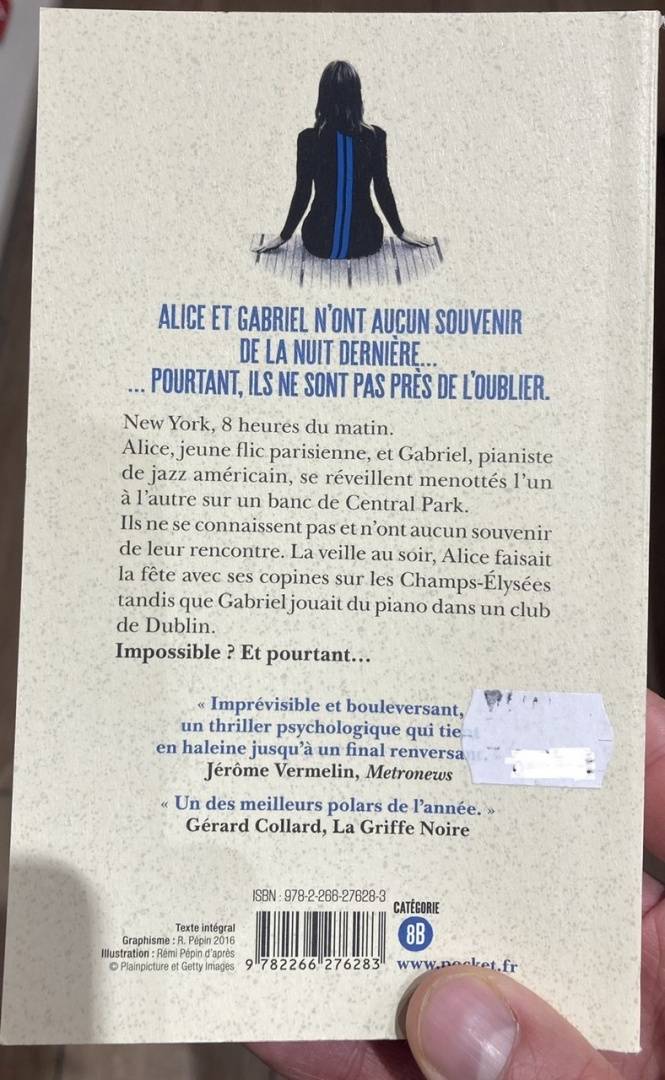 ALICE ET GABRIEL N'ONT AUCUN SOUVENIR
DE LA NUIT DERNIÈRE...
... POURTANT, ILS NE SONT PAS PRÈS DE L'OUBLIER.
New York, 8 heures du matin.
Alice, jeune flic parisienne, et Gabriel, pianiste
de jazz américain, se réveillent menottés l'un
à l'autre sur un banc de Central Park.
Ils ne se connaissent pas et n'ont aucun souvenir
de leur rencontre. La veille au soir, Alice faisait
la fête avec ses copines sur les Champs-Élysées
tandis que Gabriel jouait du piano dans un club
de Dublin.
Impossible ? Et pourtant...
« Imprévisible et bouleversant,
un thriller psychologique qui tient
en haleine jusqu'à un final renversant. »
Jérôme Vermelin, Metronews
« Un des meilleurs polars de l'année. »
Gérard Collard, La Griffe Noire
ISBN : 978-2-266-27628-3
CATÉGORIE
8B
Texte intégral
Graphisme : R. Pépin 2016
Illustration : Rémi Pépin d'après
© Plainpicture et Getty Images
9 782266 276283
www.pocket.fr